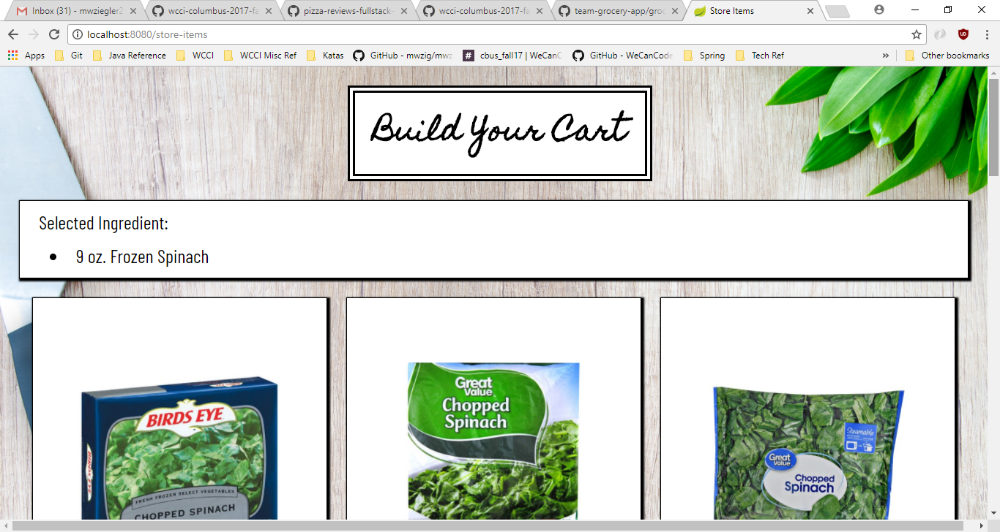 Inbox (31) - mwziegler2
wcci-columbus-2017-fa
pizza-reviews-fullstack-
wcci-columbus-2017-fa
team-grocery-app/groc
Store Items
localhost:8080/store-items
Apps
Git
Java Reference
WCCI
WCCI Misc Ref
Katas
GitHub - mwzig/mwz
cbus_fall17 | WeCanC
GitHub - WeCanCode
Spring
Tech Ref
»
Other bookmarks
Build Your Cart
Selected Ingredient:
• 9 oz. Frozen Spinach
BIRDS EYE
BIRDS EYE
FRESH FROZEN SELECT VEGETABLES
CHOPPED SPINACH
Great
Value
Chopped
Spinach
Steamable
Great
Value
Chopped
Spinach